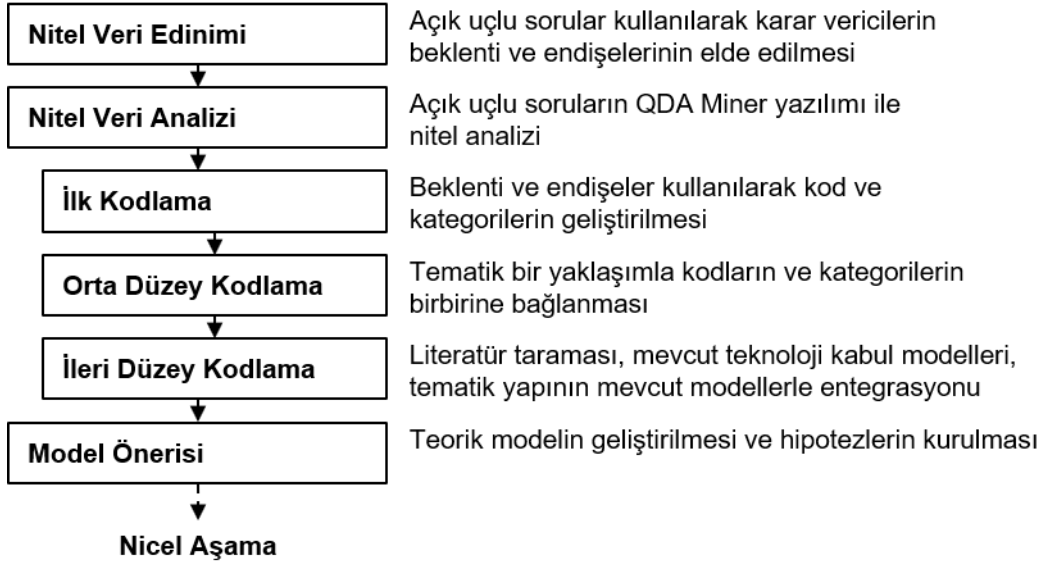 Nitel Veri Edinimi
Açık uçlu sorular kullanılarak karar vericilerin
beklenti ve endişelerinin elde edilmesi
Nitel Veri Analizi
Açık uçlu soruların QDA Miner yazılımı ile
nitel analizi
İlk Kodlama
Beklenti ve endişeler kullanılarak kod ve
kategorilerin geliştirilmesi
Orta Düzey Kodlama
Tematik bir yaklaşımla kodların ve kategorilerin
birbirine bağlanması
İleri Düzey Kodlama
Literatür taraması, mevcut teknoloji kabul modelleri,
tematik yapının mevcut modellerle entegrasyonu
Model Önerisi
Teorik modelin geliştirilmesi ve hipotezlerin kurulması
Nicel Aşama